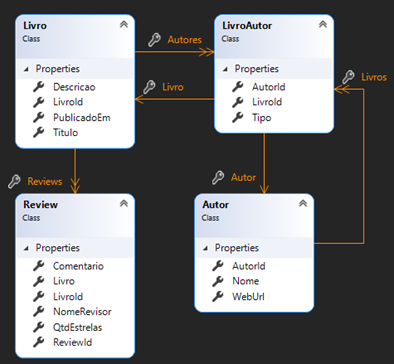 Livro
Class
Properties
Descricao
LivroId
PublicadoEm
Titulo
Autores
Livro
LivroAutor
Class
Properties
AutorId
LivroId
Tipo
Livros
Reviews
Autor
Review
Class
Properties
Comentario
Livro
LivroId
NomeRevisor
QtdEstrelas
ReviewId
Autor
Class
Properties
AutorId
Nome
WebUrl